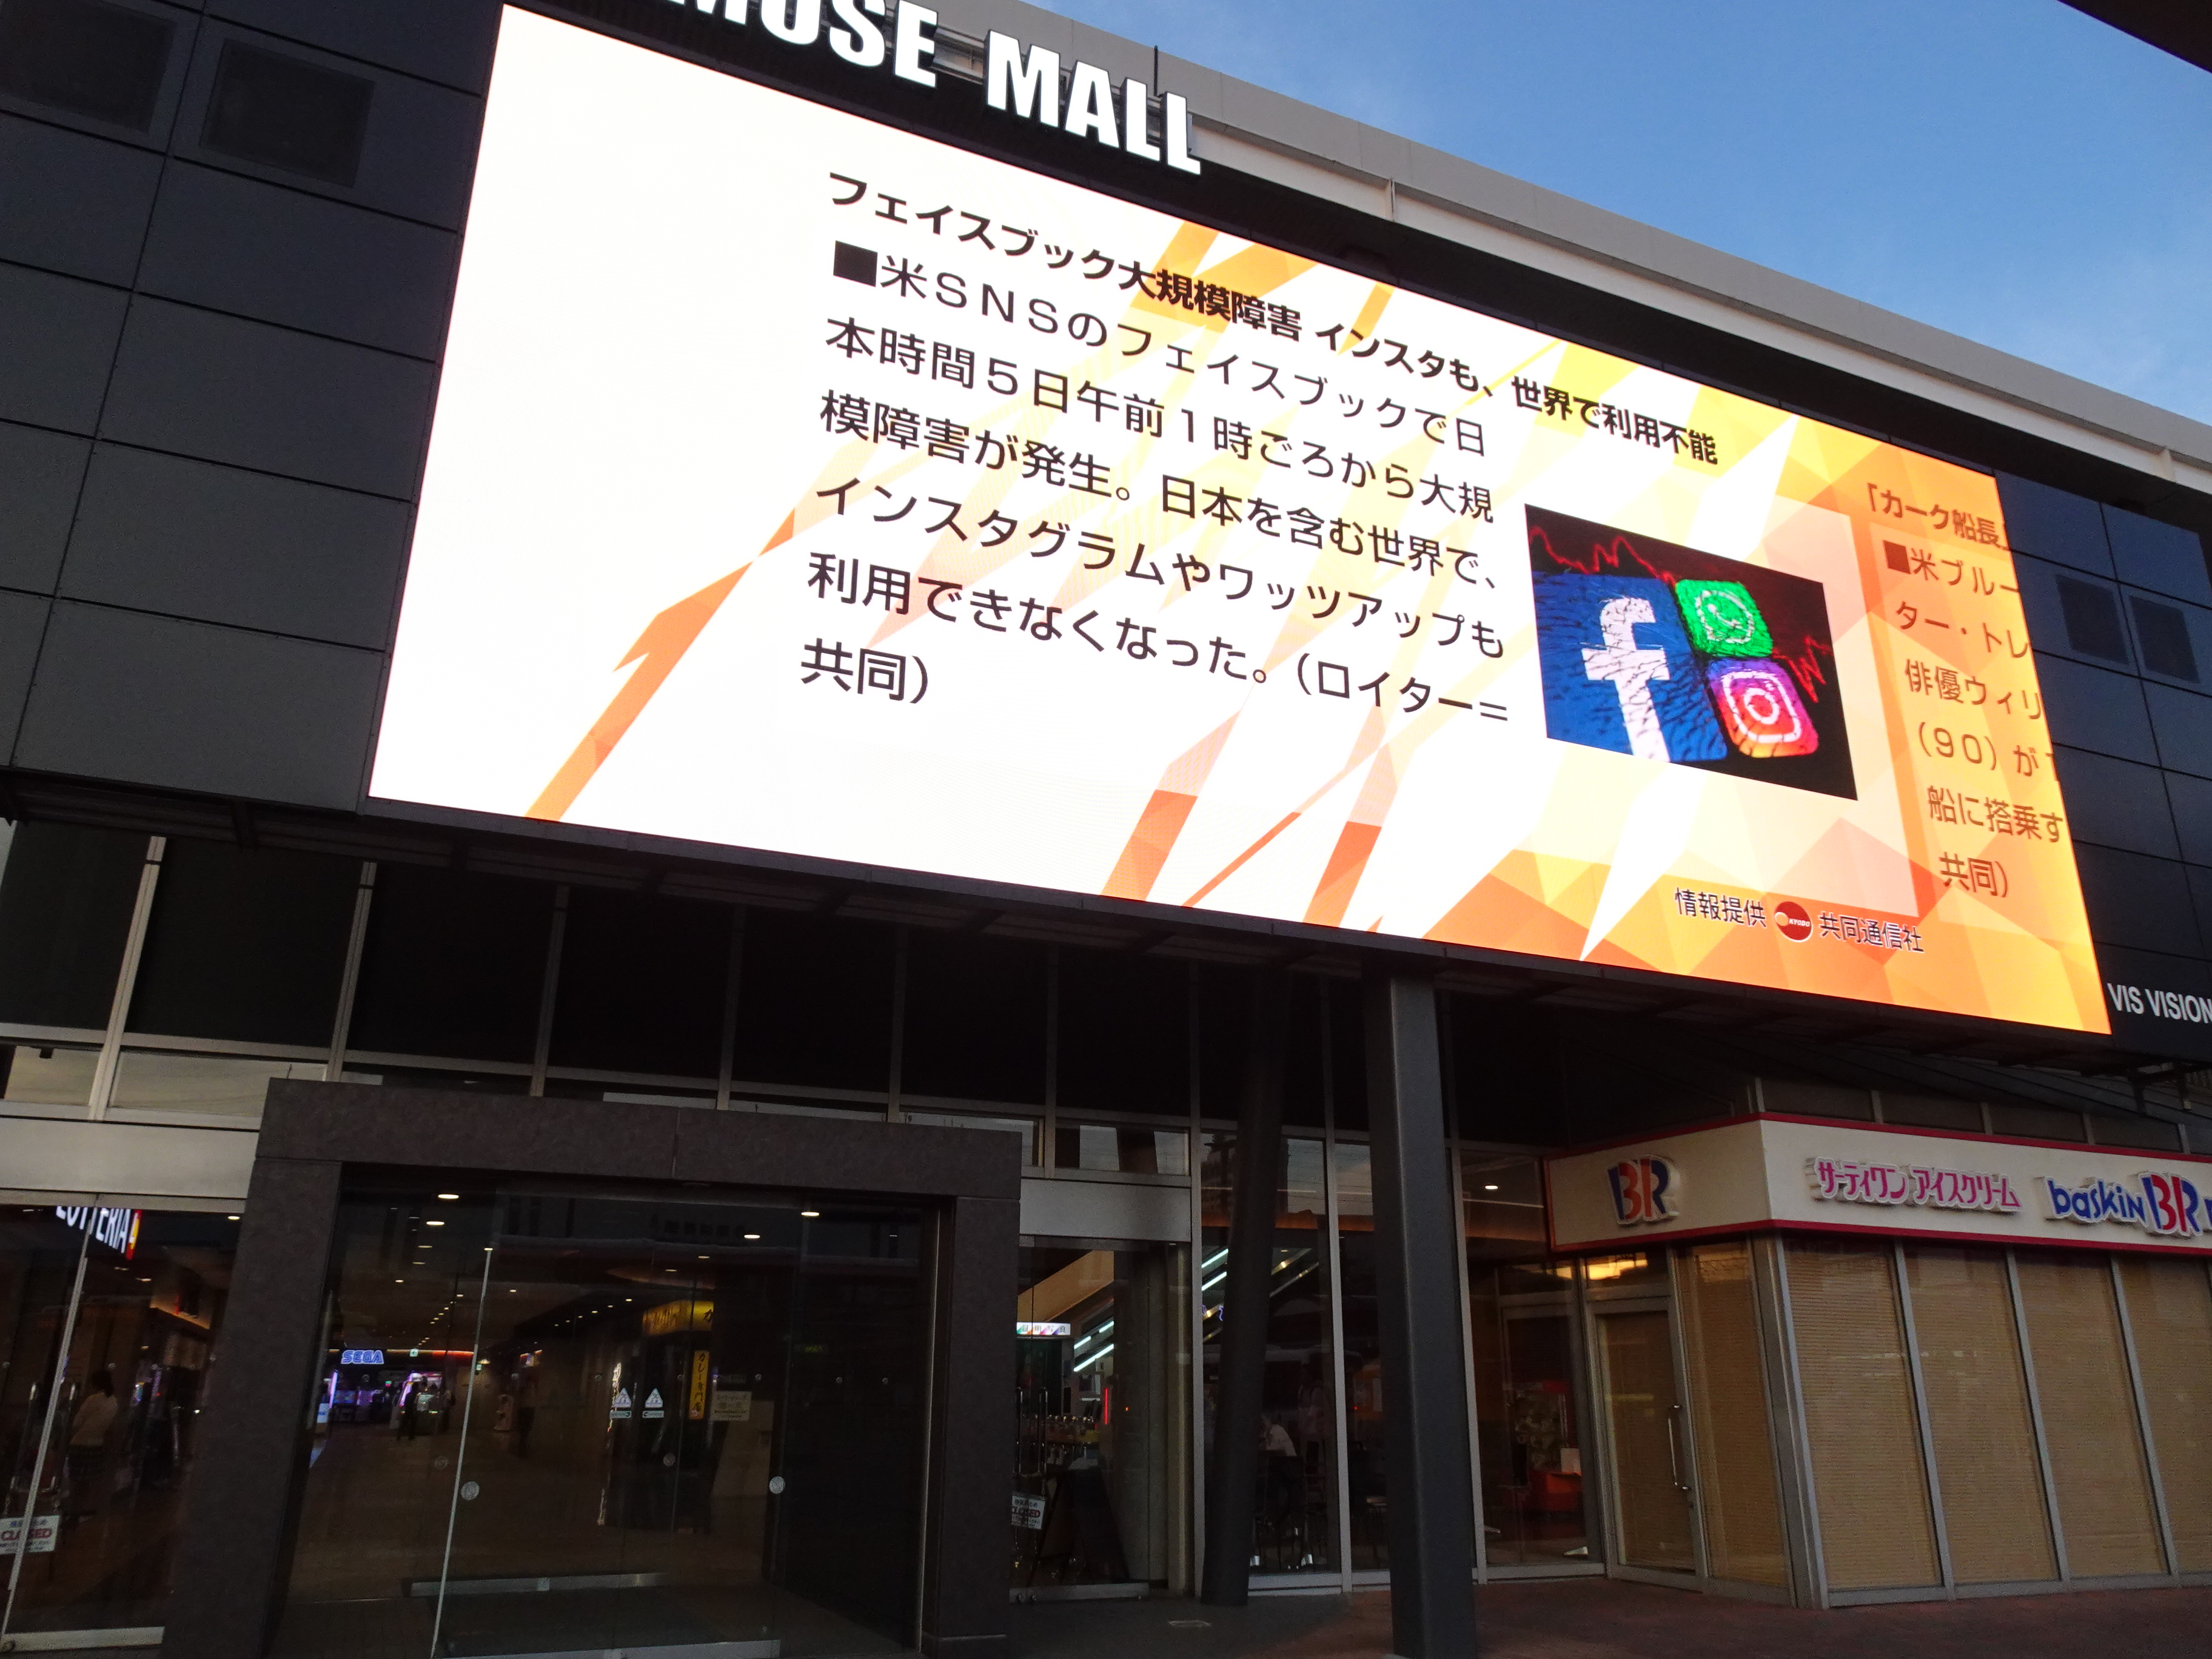 MUSE MALL
フェイスブック大規模障害 インスタも、世界で利用不能
■米ＳＮＳのフェイスブックで日
本時間５日午前１時ごろから大規
模障害が発生。日本を含む世界で、
インスタグラムやワッツアップも
利用できなくなった。（ロイター＝
共同）
「カーク船長
■米ブルー
ター・トレ
俳優ウィリ
（９０）が
船に搭乗す
共同）
情報提供 KYODO 共同通信社
VIS VISION
BR
サーティワン アイスクリーム
baskin BR
LOTTERIA
SEGA
CLOSED
CLOSED